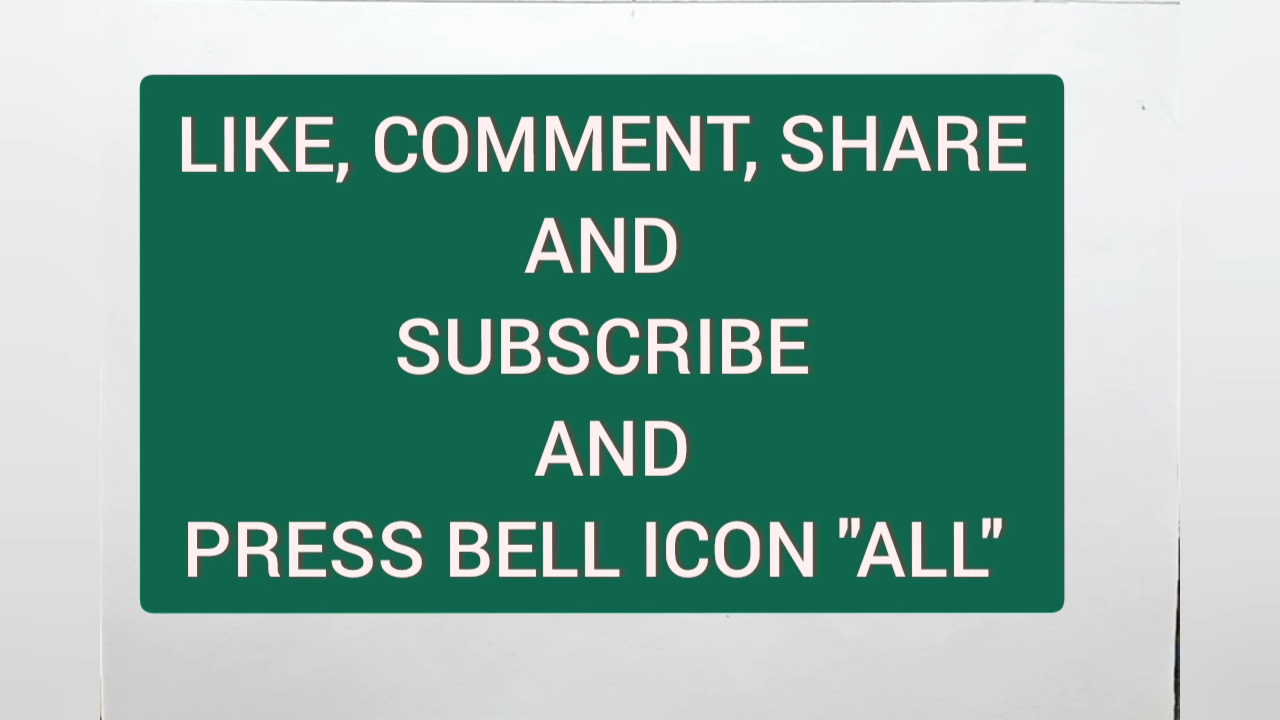 LIKE, COMMENT, SHARE
AND
SUBSCRIBE
AND
PRESS BELL ICON "ALL"